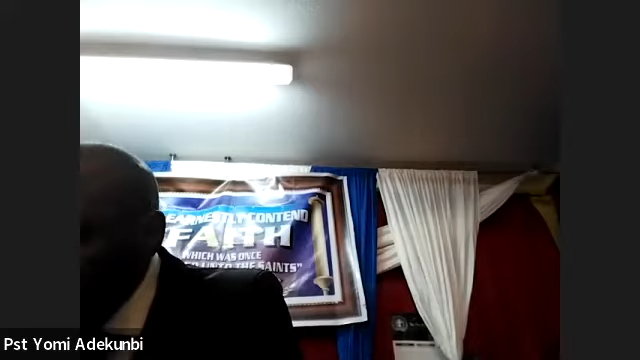 EARNESTLY CONTEND
FAITH
WHICH WAS ONCE
UNTO THE SAINTS"
Pst Yomi Adekunbi